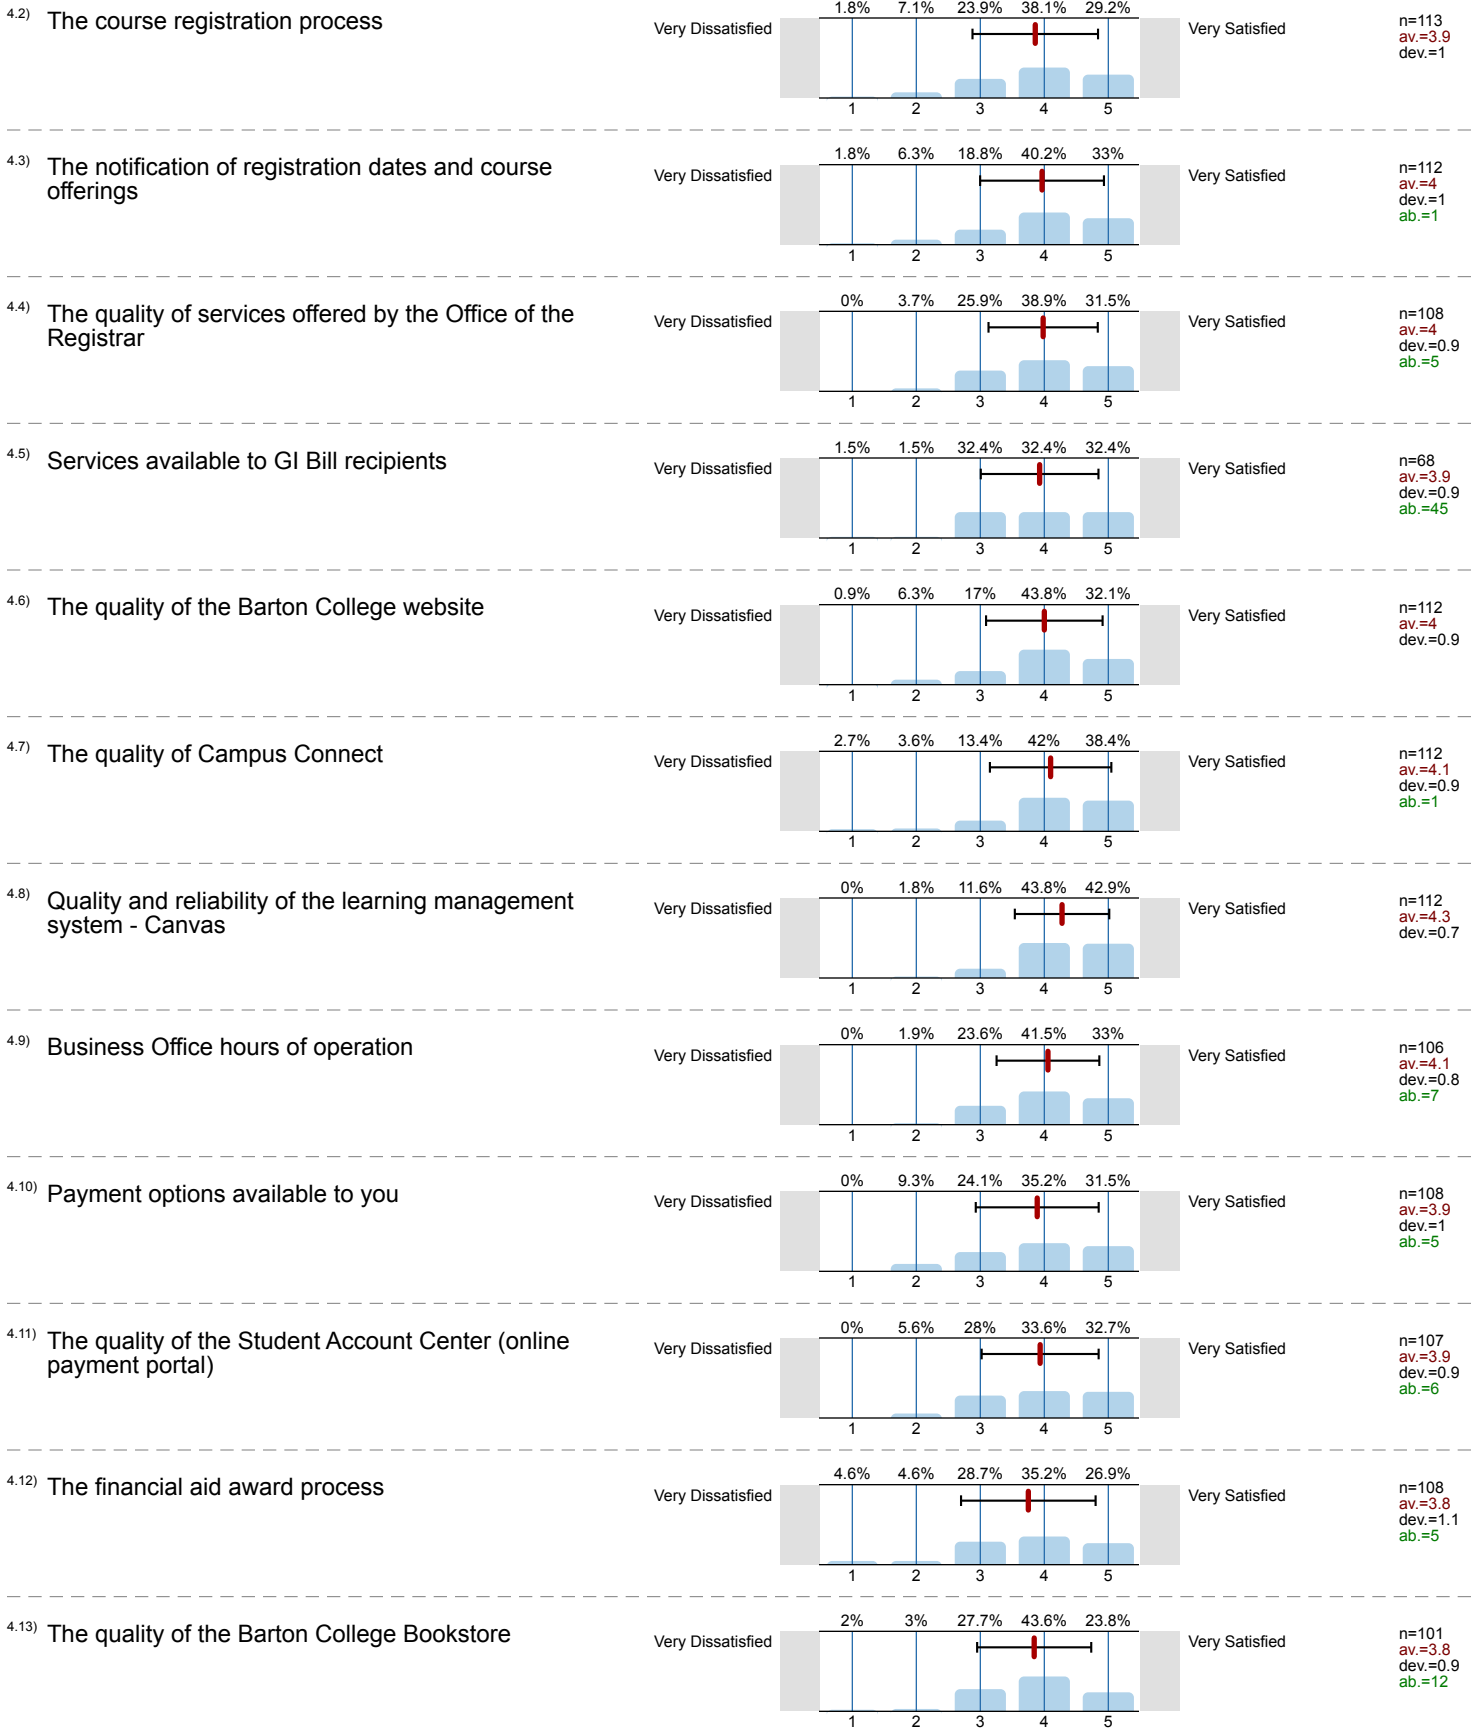 4.2) The course registration process
Very Dissatisfied
1.8% 7.1% 23.9% 38.1% 29.2%
1 2 3 4 5
Very Satisfied
n=113
av.=3.9
dev.=1
4.3) The notification of registration dates and course
offerings
Very Dissatisfied
1.8% 6.3% 18.8% 40.2% 33%
1 2 3 4 5
Very Satisfied
n=112
av.=4
dev.=1
ab.=1
4.4) The quality of services offered by the Office of the
Registrar
Very Dissatisfied
0% 3.7% 25.9% 38.9% 31.5%
1 2 3 4 5
Very Satisfied
n=108
av.=4
dev.=0.9
ab.=5
4.5) Services available to GI Bill recipients
Very Dissatisfied
1.5% 1.5% 32.4% 32.4% 32.4%
1 2 3 4 5
Very Satisfied
n=68
av.=3.9
dev.=0.9
ab.=45
4.6) The quality of the Barton College website
Very Dissatisfied
0.9% 6.3% 17% 43.8% 32.1%
1 2 3 4 5
Very Satisfied
n=112
av.=4
dev.=0.9
4.7) The quality of Campus Connect
Very Dissatisfied
2.7% 3.6% 13.4% 42% 38.4%
1 2 3 4 5
Very Satisfied
n=112
av.=4.1
dev.=0.9
ab.=1
4.8) Quality and reliability of the learning management
system - Canvas
Very Dissatisfied
0% 1.8% 11.6% 43.8% 42.9%
1 2 3 4 5
Very Satisfied
n=112
av.=4.3
dev.=0.7
4.9) Business Office hours of operation
Very Dissatisfied
0% 1.9% 23.6% 41.5% 33%
1 2 3 4 5
Very Satisfied
n=106
av.=4.1
dev.=0.8
ab.=7
4.10) Payment options available to you
Very Dissatisfied
0% 9.3% 24.1% 35.2% 31.5%
1 2 3 4 5
Very Satisfied
n=108
av.=3.9
dev.=1
ab.=5
4.11) The quality of the Student Account Center (online
payment portal)
Very Dissatisfied
0% 5.6% 28% 33.6% 32.7%
1 2 3 4 5
Very Satisfied
n=107
av.=3.9
dev.=0.9
ab.=6
4.12) The financial aid award process
Very Dissatisfied
4.6% 4.6% 28.7% 35.2% 26.9%
1 2 3 4 5
Very Satisfied
n=108
av.=3.8
dev.=1.1
ab.=5
4.13) The quality of the Barton College Bookstore
Very Dissatisfied
2% 3% 27.7% 43.6% 23.8%
1 2 3 4 5
Very Satisfied
n=101
av.=3.8
dev.=0.9
ab.=12